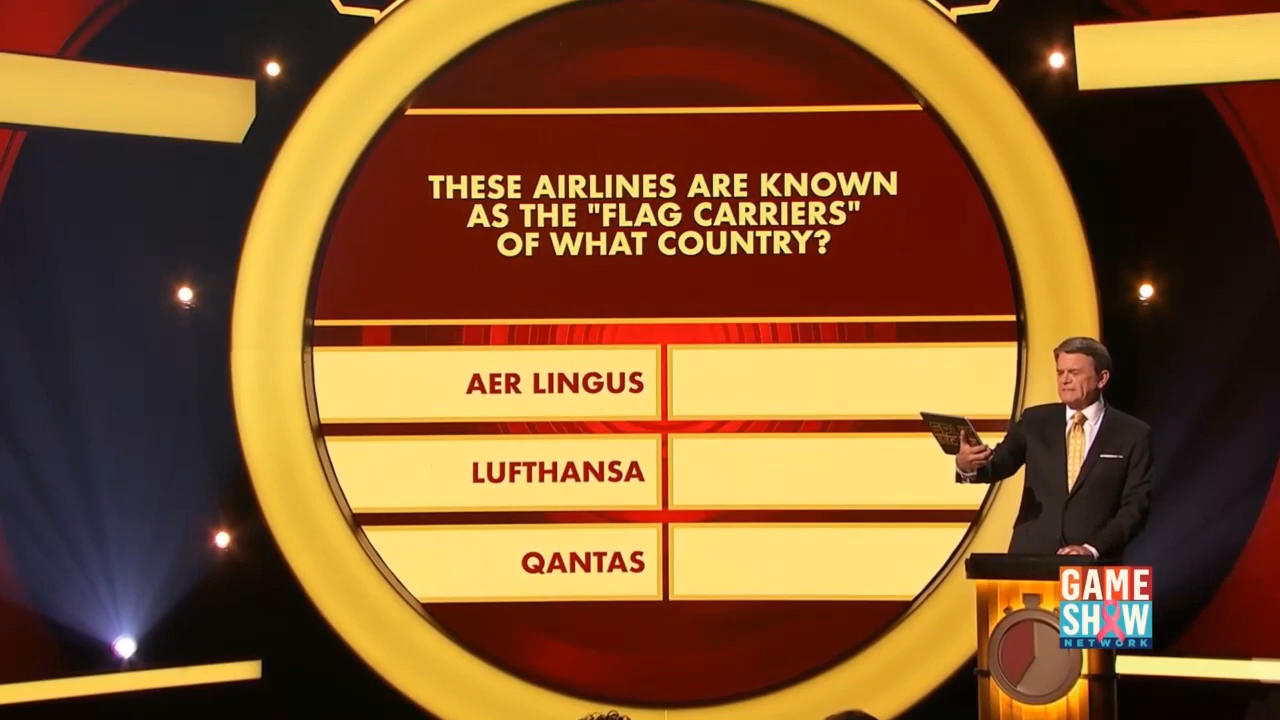 THESE AIRLINES ARE KNOWN
AS THE "FLAG CARRIERS"
OF WHAT COUNTRY?
AER LINGUS
LUFTHANSA
QANTAS
GAME
SHOW
NETWORK